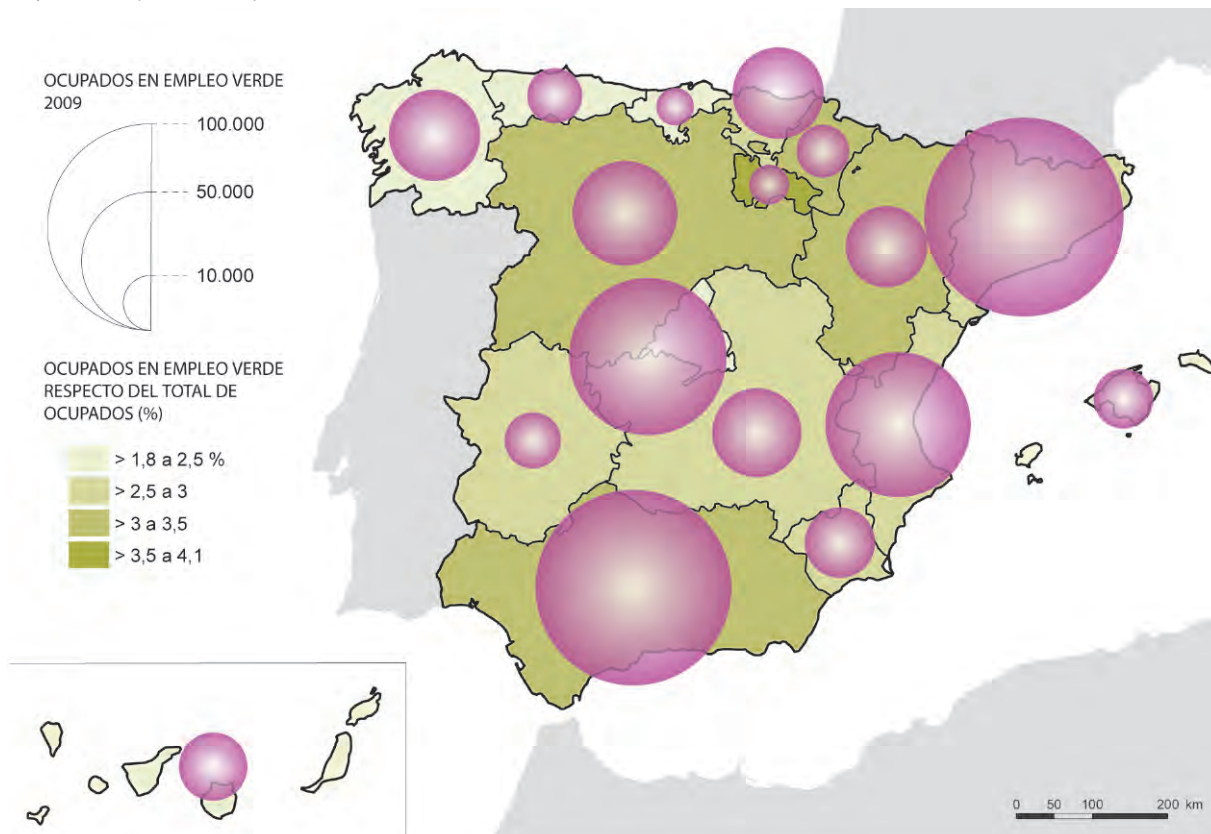 OCUPADOS EN EMPLEO VERDE
2009
100.000
50.000
10.000
OCUPADOS EN EMPLEO VERDE
RESPECTO DEL TOTAL DE
OCUPADOS (%)
> 1,8 a 2,5 %
> 2,5 a 3
> 3 a 3,5
> 3,5 a 4,1
0 50 100 200 km